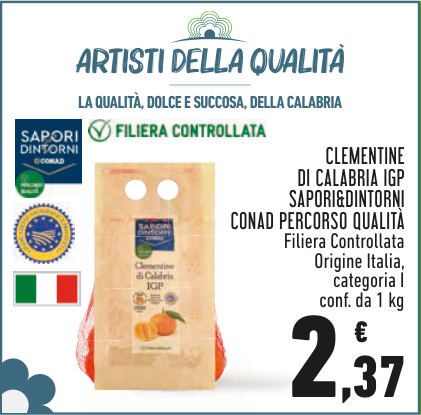 ARTISTI DELLA QUALITÀ
LA QUALITÀ, DOLCE E SUCCOSA, DELLA CALABRIA
SAPORI
DINTORNI
CONAD
FILIERA CONTROLLATA
CLEMENTINE
DI CALABRIA IGP
SAPORI&DINTORNI
CONAD PERCORSO QUALITÀ
Filiera Controllata
Origine Italia,
categoria I
conf. da 1 kg
SAPORI
DINTORNI
Clementine
di Calabria
IGP
€
2,37